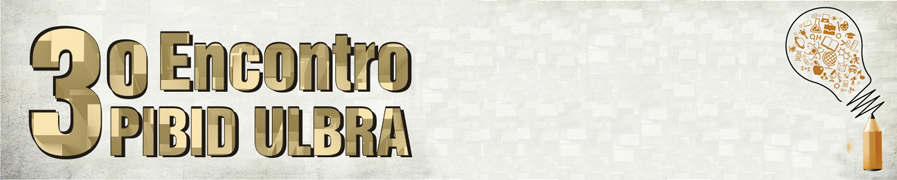 3o Encontro
PIBID ULBRA